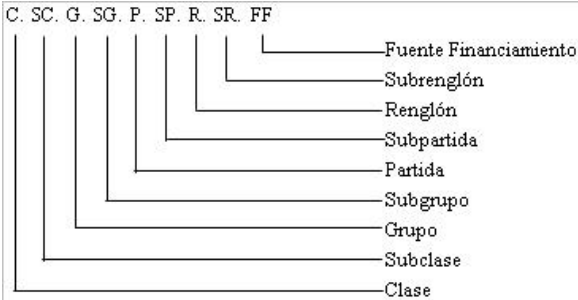 C. SC. G. SG. P. SP. R. SR. FF
Fuente Financiamiento
Subrenglón
Renglón
Subpartida
Partida
Subgrupo
Grupo
Subclase
Clase